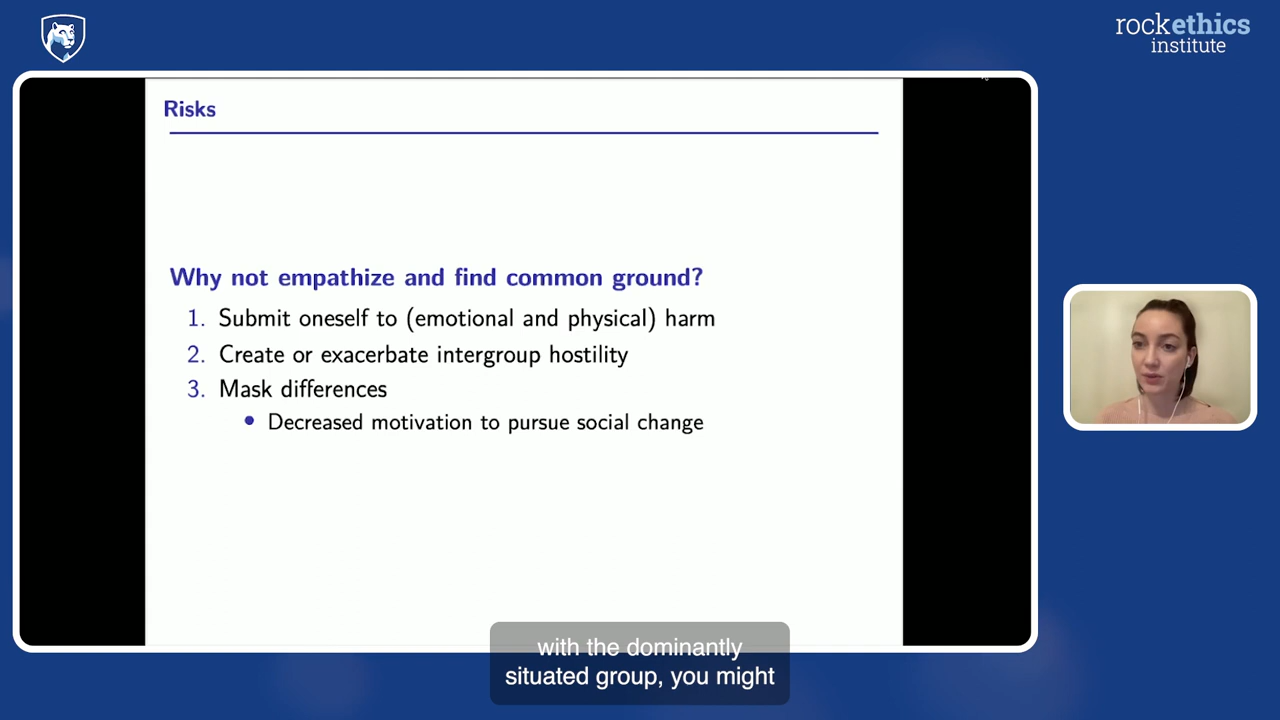 rockethics
institute
Risks
Why not empathize and find common ground?
1. Submit oneself to (emotional and physical) harm
2. Create or exacerbate intergroup hostility
3. Mask differences
• Decreased motivation to pursue social change
with the dominantly
situated group, you might